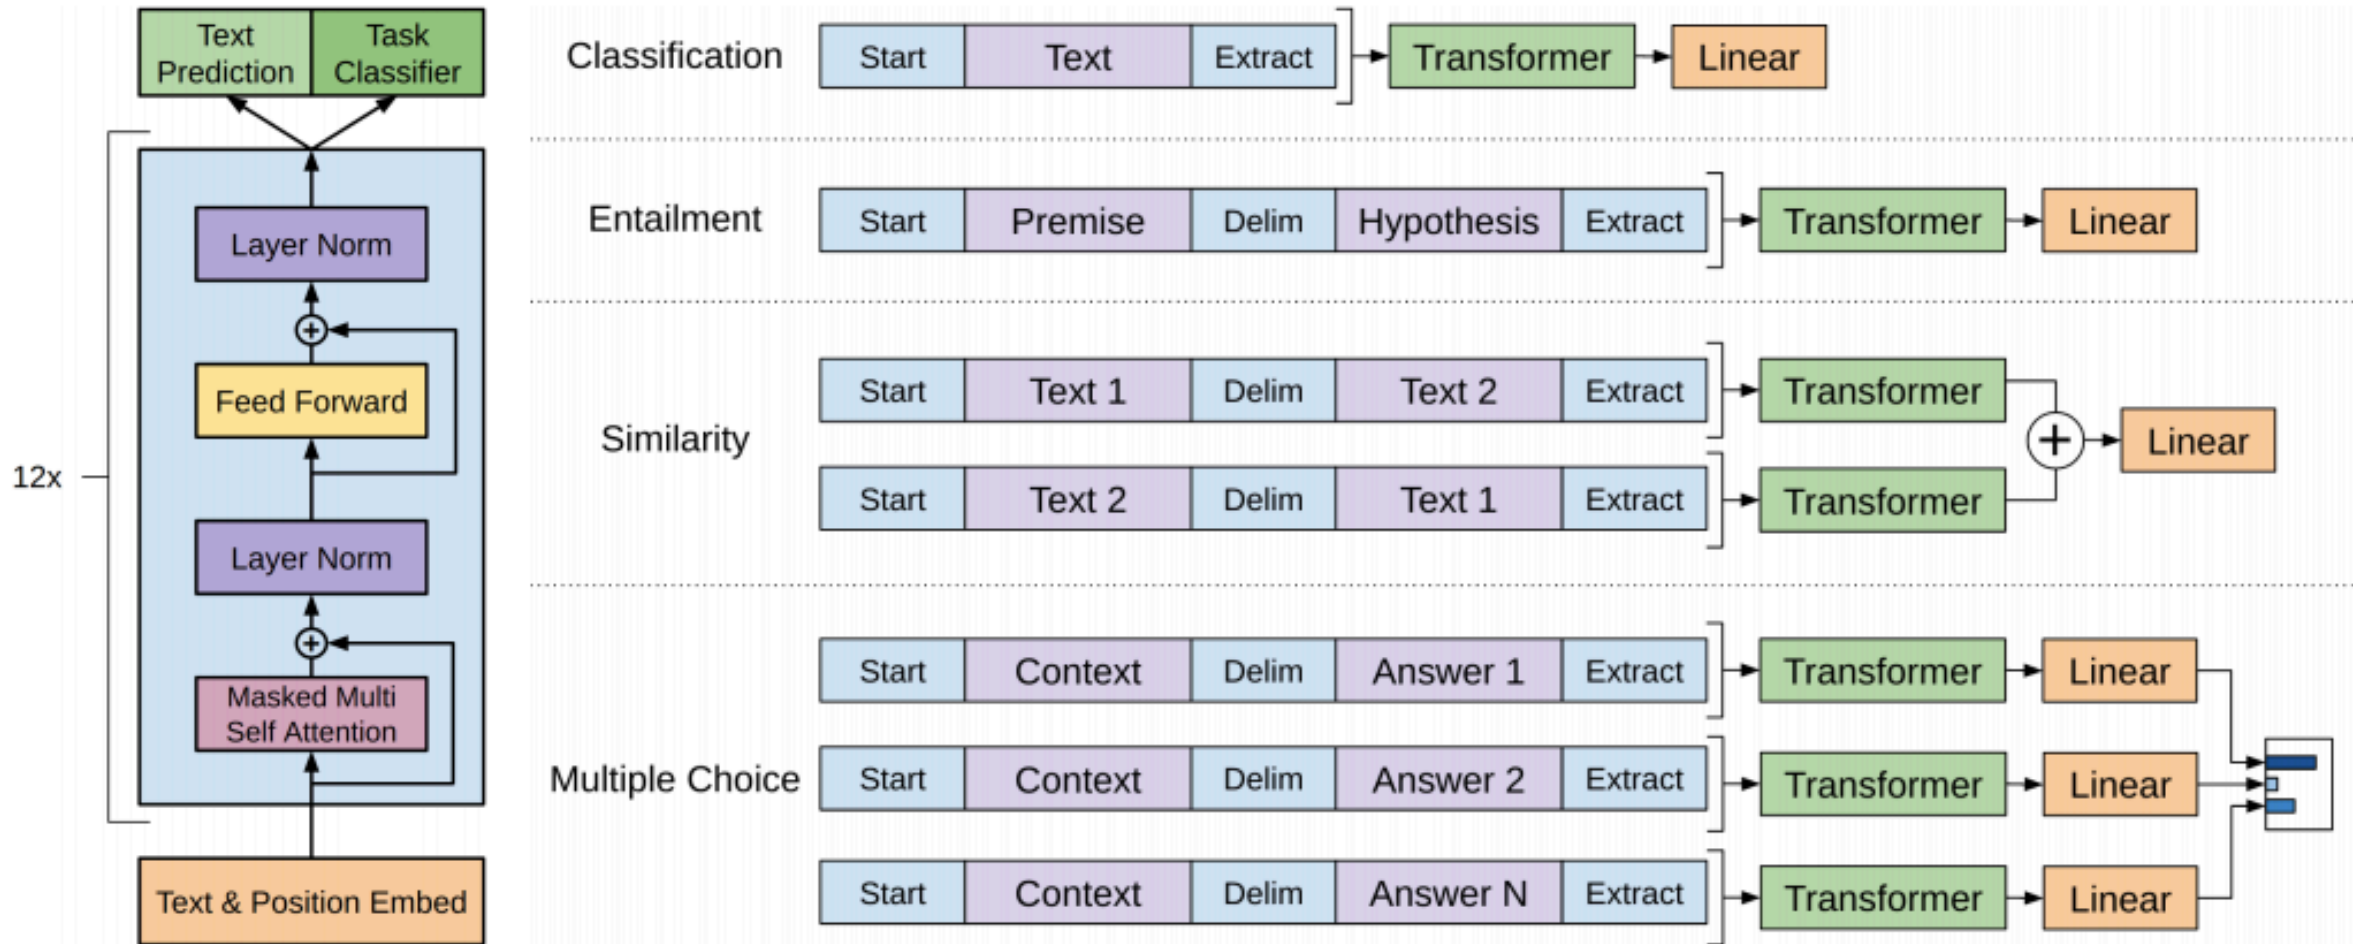 Text
Prediction
Task
Classifier
12x
Layer Norm
+
Feed Forward
Layer Norm
+
Masked Multi
Self Attention
Text & Position Embed
Classification
Start Text Extract Transformer Linear
Entailment
Start Premise Delim Hypothesis Extract Transformer Linear
Similarity
Start Text 1 Delim Text 2 Extract Transformer
+ Linear
Start Text 2 Delim Text 1 Extract Transformer
Multiple Choice
Start Context Delim Answer 1 Extract Transformer Linear
Start Context Delim Answer 2 Extract Transformer Linear
Start Context Delim Answer N Extract Transformer Linear